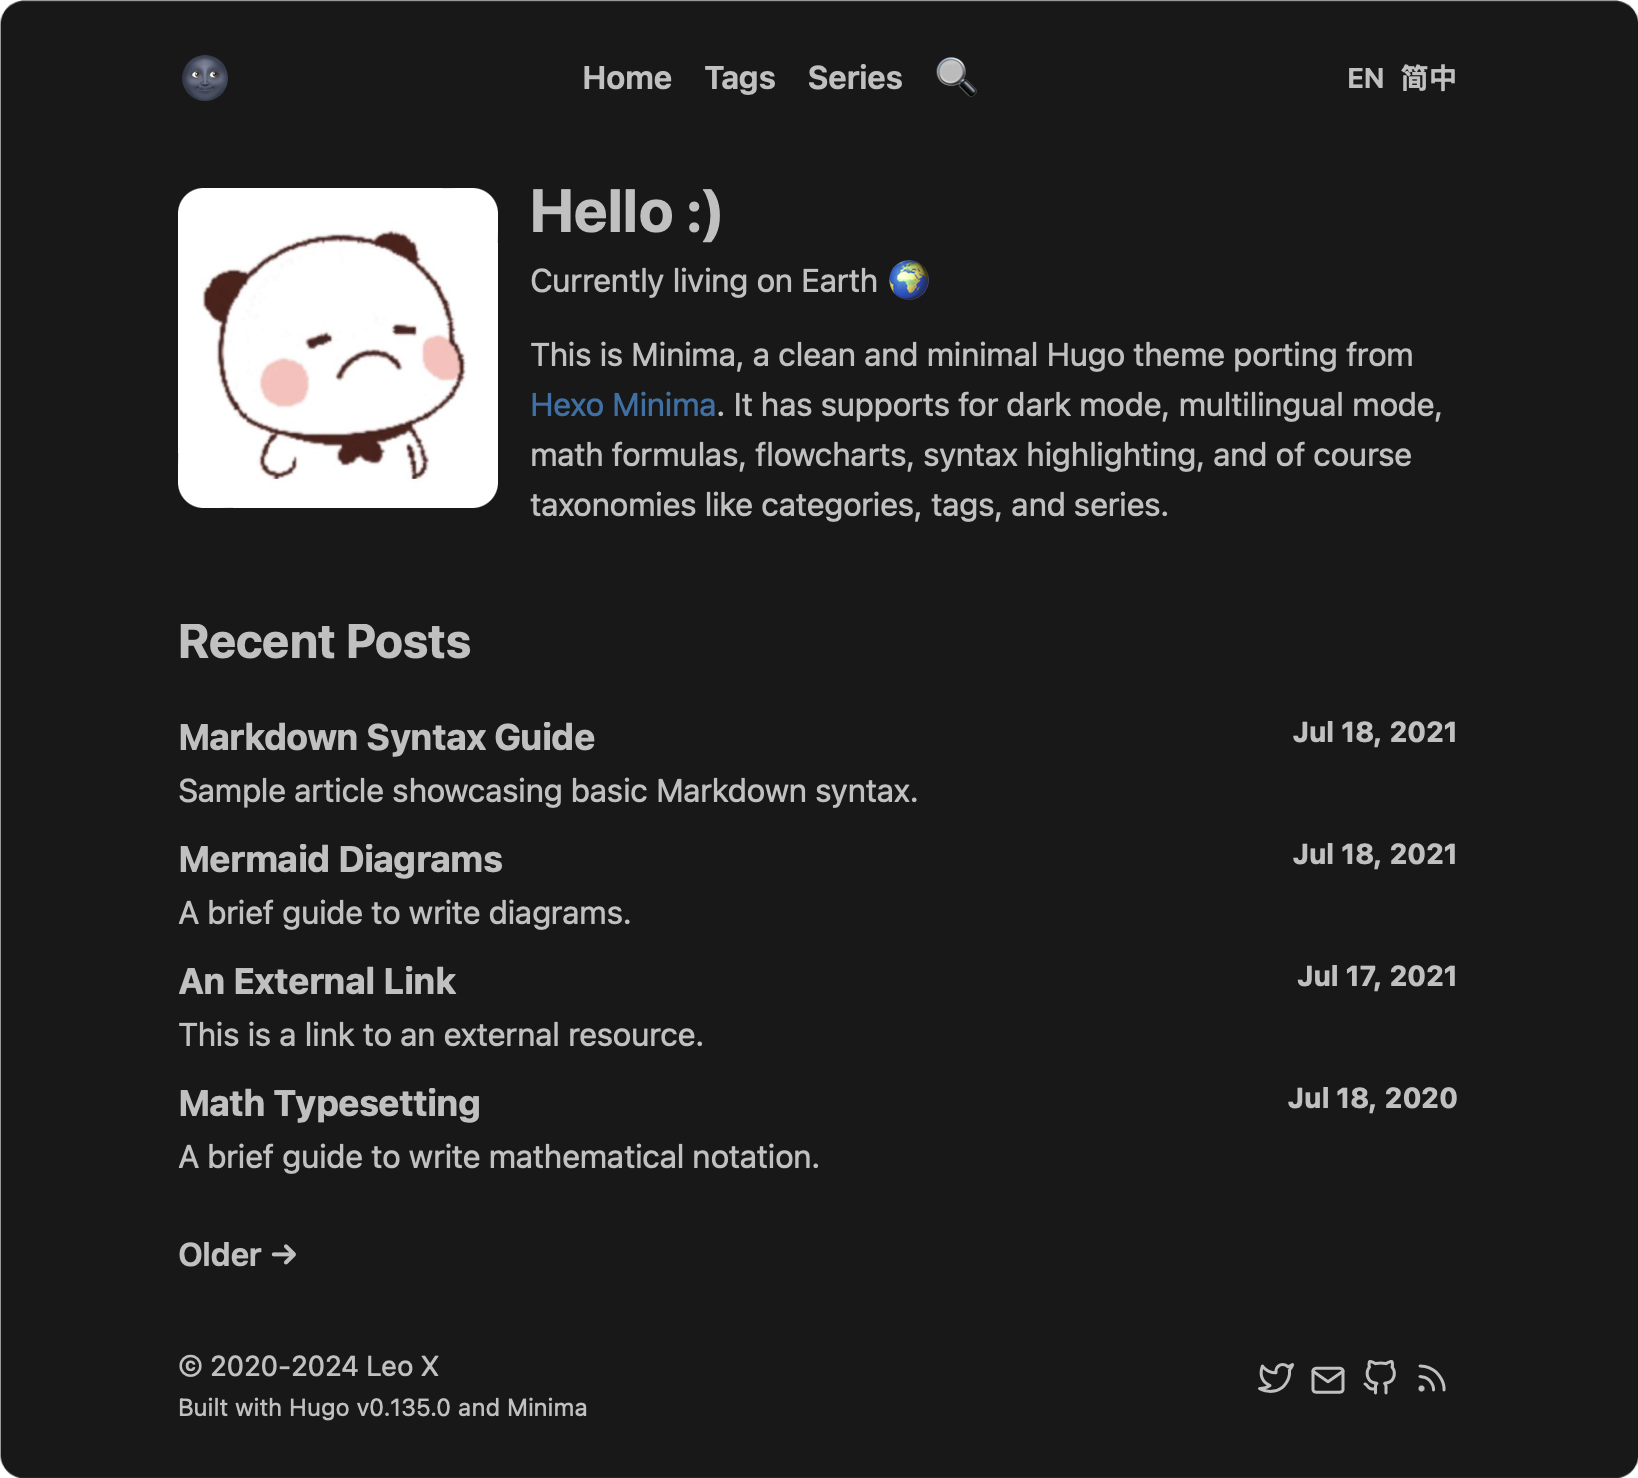 Home Tags Series EN 简中
Hello :)
Currently living on Earth 🌍
This is Minima, a clean and minimal Hugo theme porting from
Hexo Minima. It has supports for dark mode, multilingual mode,
math formulas, flowcharts, syntax highlighting, and of course
taxonomies like categories, tags, and series.
Recent Posts
Markdown Syntax Guide Jul 18, 2021
Sample article showcasing basic Markdown syntax.
Mermaid Diagrams Jul 18, 2021
A brief guide to write diagrams.
An External Link Jul 17, 2021
This is a link to an external resource.
Math Typesetting Jul 18, 2020
A brief guide to write mathematical notation.
Older →
© 2020-2024 Leo X
Built with Hugo v0.135.0 and Minima